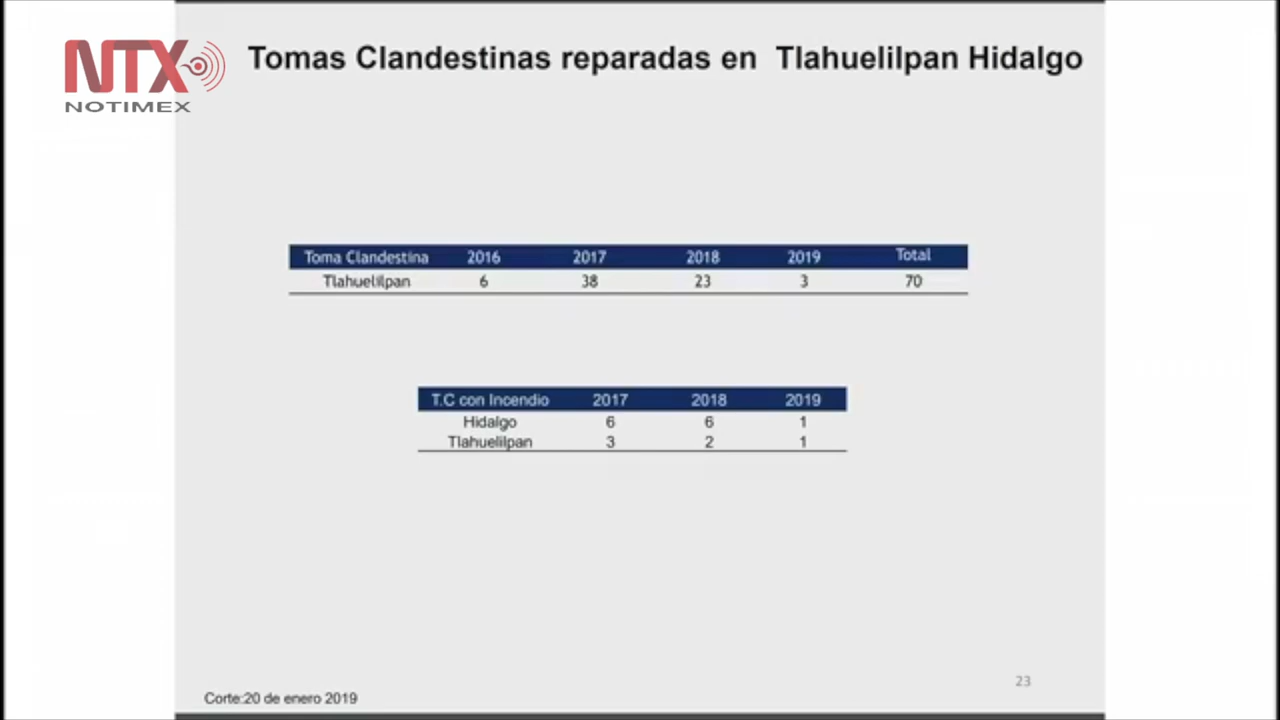 NTX
NOTIMEX
Tomas Clandestinas reparadas en Tlahuelilpan Hidalgo
Toma Clandestina 2016 2017 2018 2019 Total
Tlahuelilpan 6 38 23 3 70
T.C con Incendio 2017 2018 2019
Hidalgo 6 6 1
Tlahuelilpan 3 2 1
23
Corte:20 de enero 2019